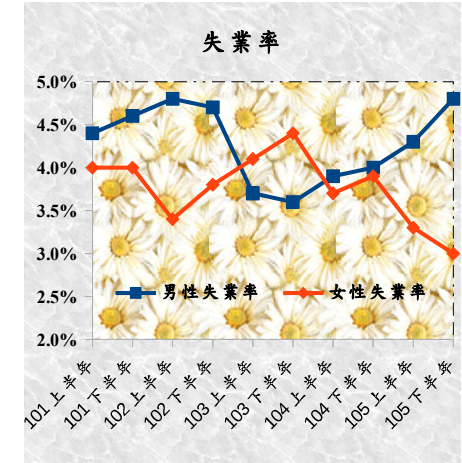 失業率
5.0%
4.5%
4.0%
3.5%
3.0%
2.5%
2.0%
男性失業率 女性失業率
101上半年
101下半年
102上半年
102下半年
103上半年
103下半年
104上半年
104下半年
105上半年
105下半年